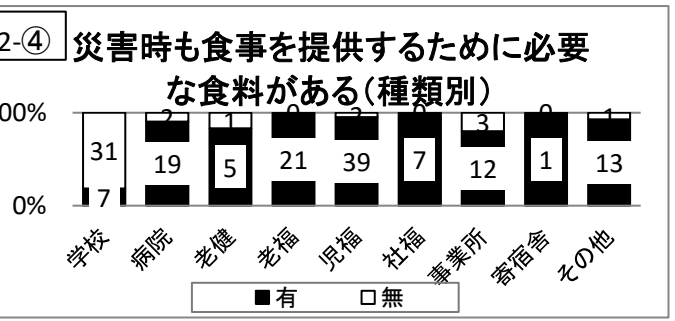 2-④
災害時も食事を提供するために必要
な食料がある(種類別)
00%
0%
31 2 1 0 2 0 3 0 1
7 19 5 21 39 7 12 1 13
学校 病院 老健 老福 児福 社福 事業所 寄宿舎 その他
■有 □無